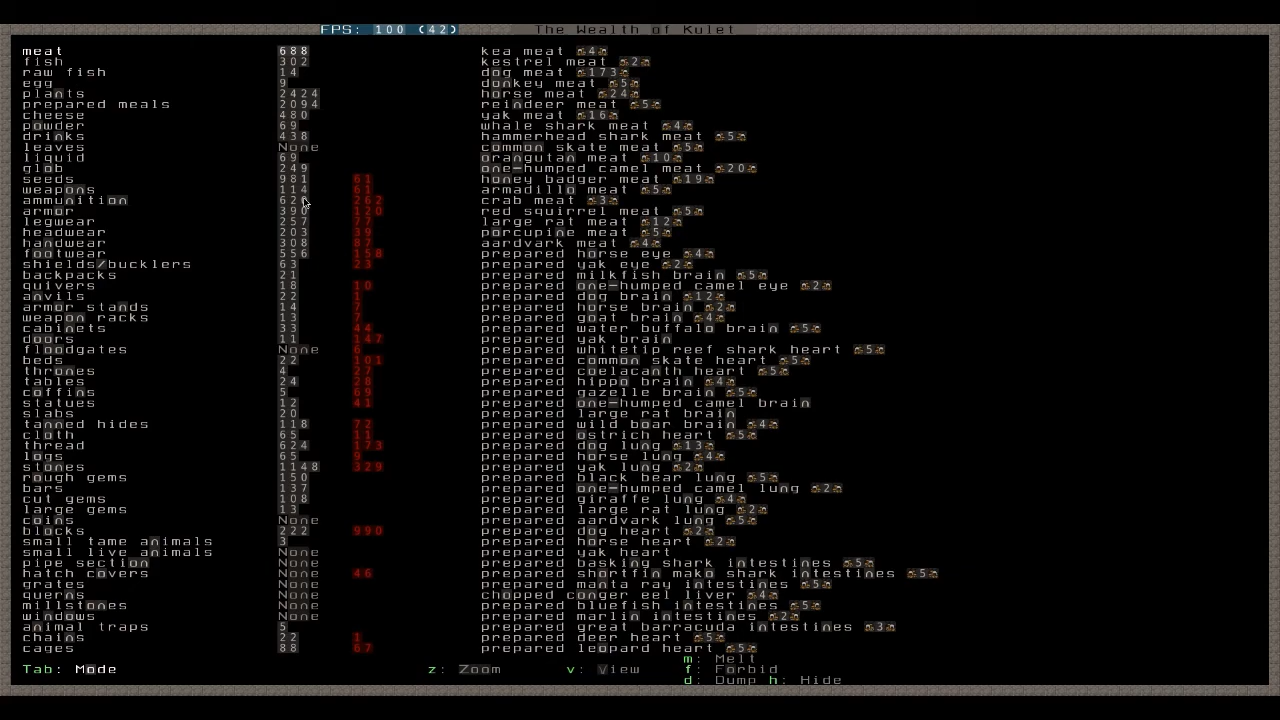 FPS: 100 (42) The Wealth of Kulet
meat 688 kea meat 4
fish 302 kestrel meat 2
raw fish 14 dog meat 173
egg 9 donkey meat 5
plants 2424 horse meat 24
prepared meals 2094 reindeer meat 5
cheese 480 yak meat 16
powder 69 whale shark meat 4
drinks 438 hammerhead shark meat 5
leaves None common skate meat 5
liquid 69 orangutan meat 10
glob 249 one-humped camel meat 20
seeds 981 61 honey badger meat 19
weapons 114 61 armadillo meat 5
ammunition 262 crab meat 3
armor 390 120 red squirrel meat 5
legwear 257 77 large rat meat 12
headwear 203 39 porcupine meat 5
handwear 308 87 aardvark meat 4
footwear 556 158 prepared horse eye 4
shields/bucklers 63 23 prepared yak eye 2
backpacks 21 prepared milkfish brain 5
quivers 18 10 prepared one-humped camel eye 2
anvils 22 1 prepared dog brain 12
armor stands 14 7 prepared horse brain 2
weapon racks 13 7 prepared goat brain 4
cabinets 33 44 prepared water buffalo brain 5
doors 11 147 prepared yak brain
floodgates None 6 prepared whitetip reef shark heart 5
beds 22 101 prepared common skate heart 5
thrones 4 27 prepared coelacanth heart 5
tables 24 28 prepared hippo brain 4
coffins 5 69 prepared gazelle brain 5
statues 12 41 prepared one-humped camel brain
slabs 20 prepared large rat brain
tanned hides 118 72 prepared wild boar brain 4
cloth 65 11 prepared ostrich heart 5
thread 624 173 prepared dog lung 13
logs 65 9 prepared horse lung 4
stones 1148 329 prepared yak lung 2
rough gems 150 prepared black bear lung 5
bars 137 prepared one-humped camel lung 2
cut gems 108 prepared giraffe lung 4
large gems 13 prepared large rat lung 2
coins None prepared aardvark lung 5
blocks 222 990 prepared dog heart 2
small tame animals 3 prepared horse heart 2
small live animals None prepared yak heart
pipe section None prepared basking shark intestines 5
hatch covers None 46 prepared shortfin mako shark intestines 5
grates None prepared manta ray intestines 5
querns None chopped conger eel liver 4
millstones None prepared bluefish intestines 5
windows None prepared marlin intestines 2
animal traps 5 prepared great barracuda intestines 3
chains 22 1 prepared deer heart 5
cages 88 67 prepared leopard heart 5
m: Melt
Tab: Mode z: Zoom v: View f: Forbid
d: Dump h: Hide